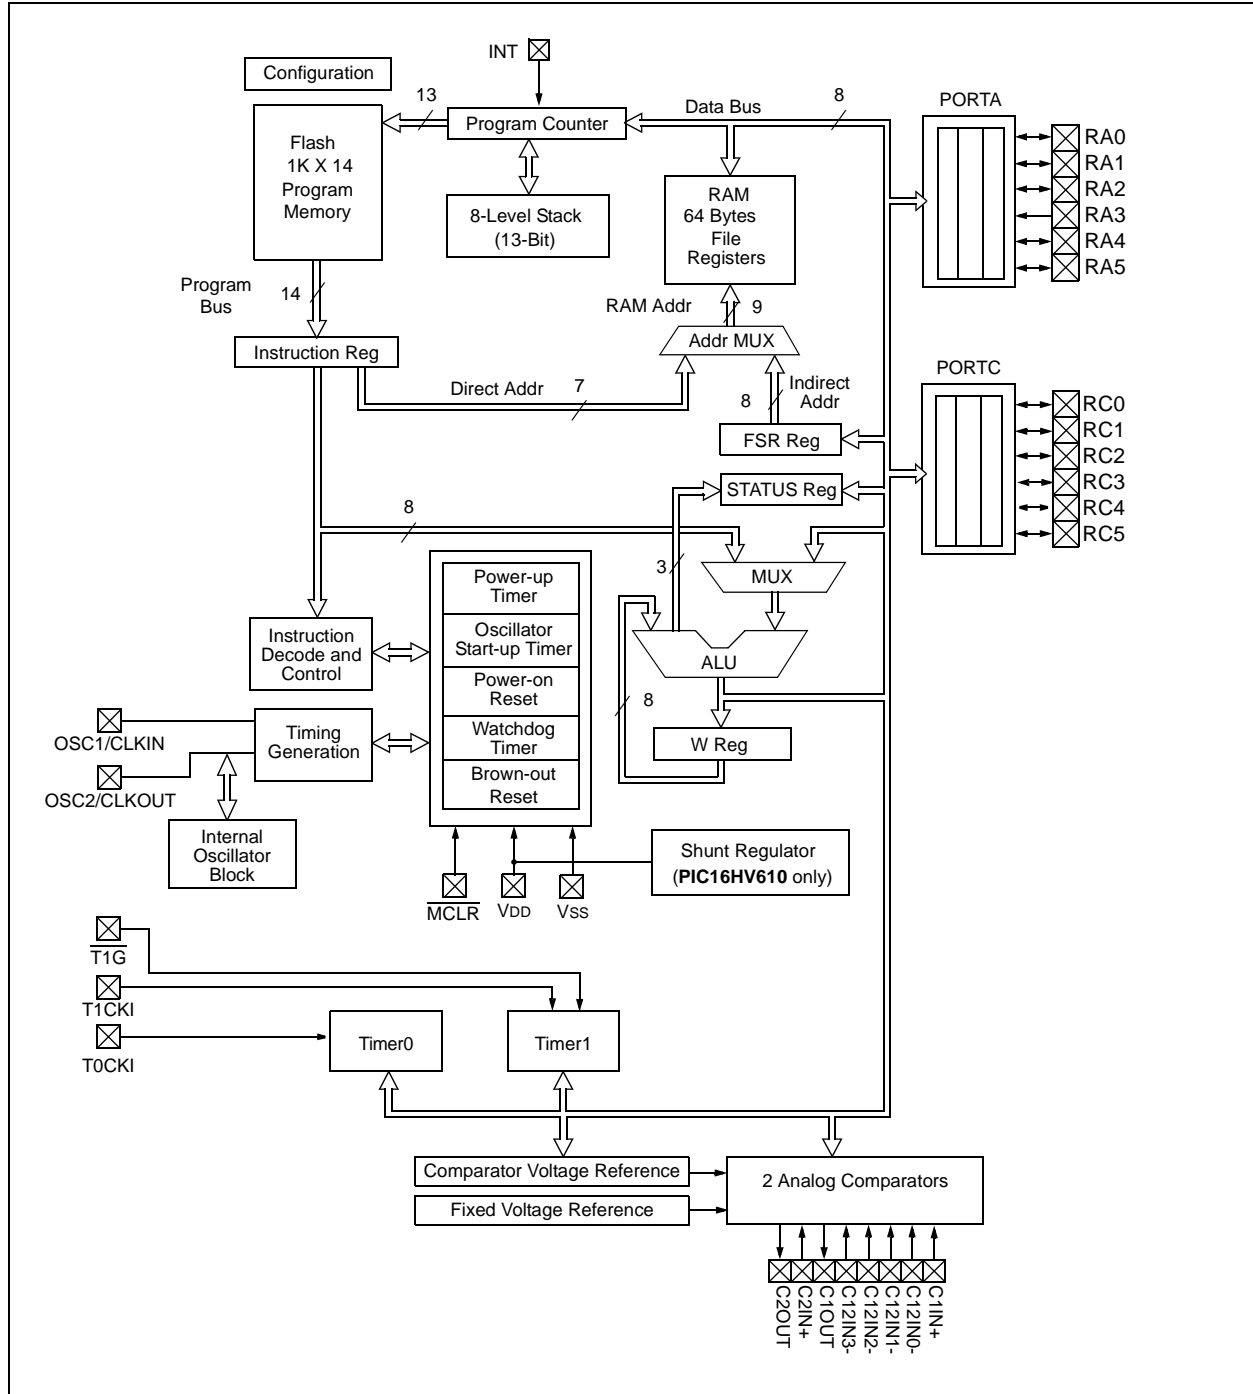 INT
Configuration
13
Program Counter
Data Bus
8
PORTA
Flash
1K X 14
Program
Memory
8-Level Stack
(13-Bit)
RAM
64 Bytes
File
Registers
RA0
RA1
RA2
RA3
RA4
RA5
Program
Bus
14
RAM Addr
9
Addr MUX
Instruction Reg
Direct Addr
7
8
Indirect
Addr
FSR Reg
PORTC
RC0
RC1
RC2
RC3
RC4
RC5
STATUS Reg
8
3
MUX
Power-up
Timer
Oscillator
Start-up Timer
Power-on
Reset
Watchdog
Timer
Brown-out
Reset
Instruction
Decode and
Control
ALU
8
W Reg
OSC1/CLKIN
Timing
Generation
OSC2/CLKOUT
Internal
Oscillator
Block
Shunt Regulator
(PIC16HV610 only)
MCLR
VDD
VSS
T1G
T1CKI
T0CKI
Timer0
Timer1
Comparator Voltage Reference
Fixed Voltage Reference
2 Analog Comparators
C2OUT
C2IN+
C1OUT
C12IN3-
C12IN2-
C12IN1-
C12IN0-
C1IN+